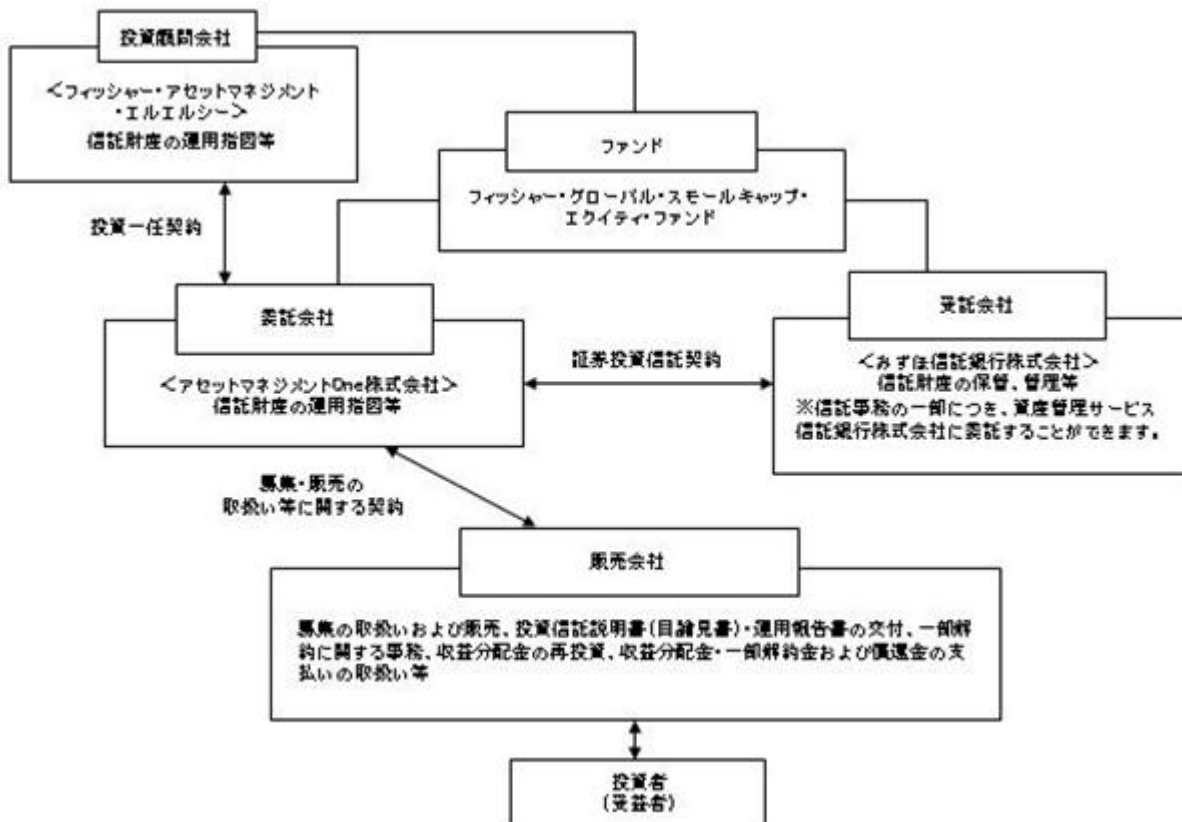 投資顧問会社
＜フィッシャー・アセットマネジメント
・エルエルシー＞
信託財産の運用指図等
ファンド
フィッシャー・グローバル・スモールキャップ・
エクイティ・ファンド
投資一任契約
委託会社
＜アセットマネジメントOne株式会社＞
信託財産の運用指図等
証券投資信託契約
受託会社
＜みずほ信託銀行株式会社＞
信託財産の保管、管理等
※信託事務の一部につき、資産管理サービス
信託銀行株式会社に委託することができます。
募集・販売の
取扱い等に関する契約
販売会社
募集の取扱いおよび販売、投資信託説明書(目論見書)・運用報告書の交付、一部解
約に関する事務、収益分配金の再投資、収益分配金・一部解約金および償還金の支
払いの取扱い等
投資者
(受益者)